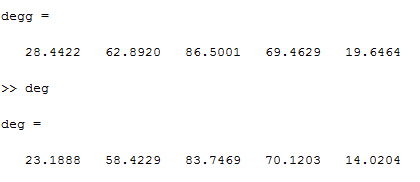 degg =
28.4422 62.8920 86.5001 69.4629 19.6464
>> deg
deg =
23.1888 58.4229 83.7469 70.1203 14.0204